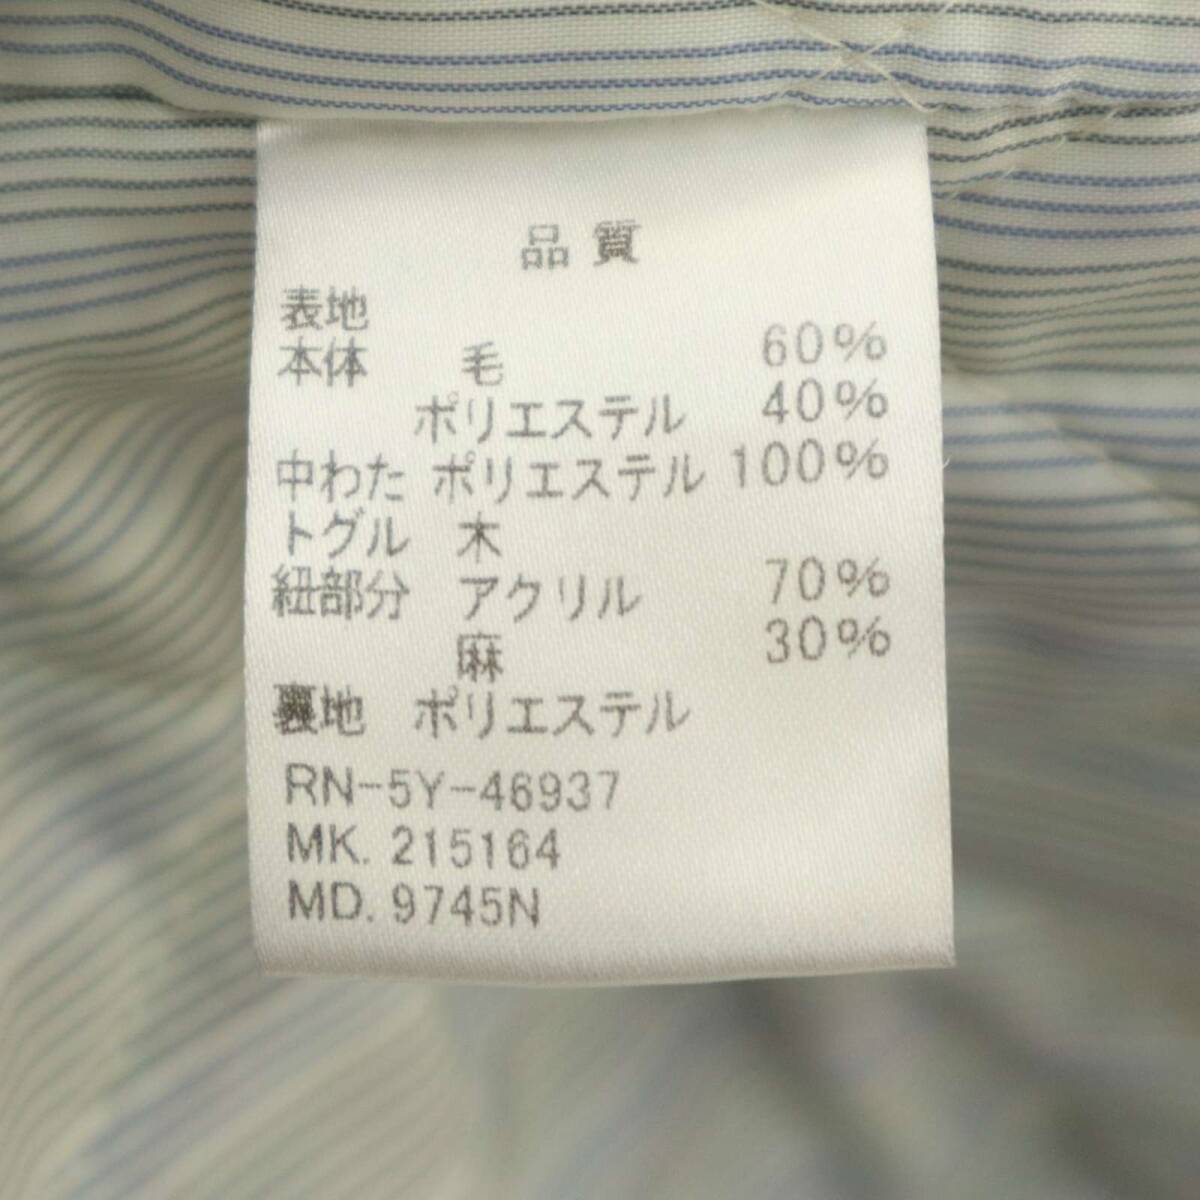 品質
表地
本体 毛 60%
ポリエステル 40%
中わた ポリエステル 100%
トグル 木
紐部分 アクリル 70%
麻 30%
裏地 ポリエステル
RN-5Y-46937
MK. 215164
MD. 9745N